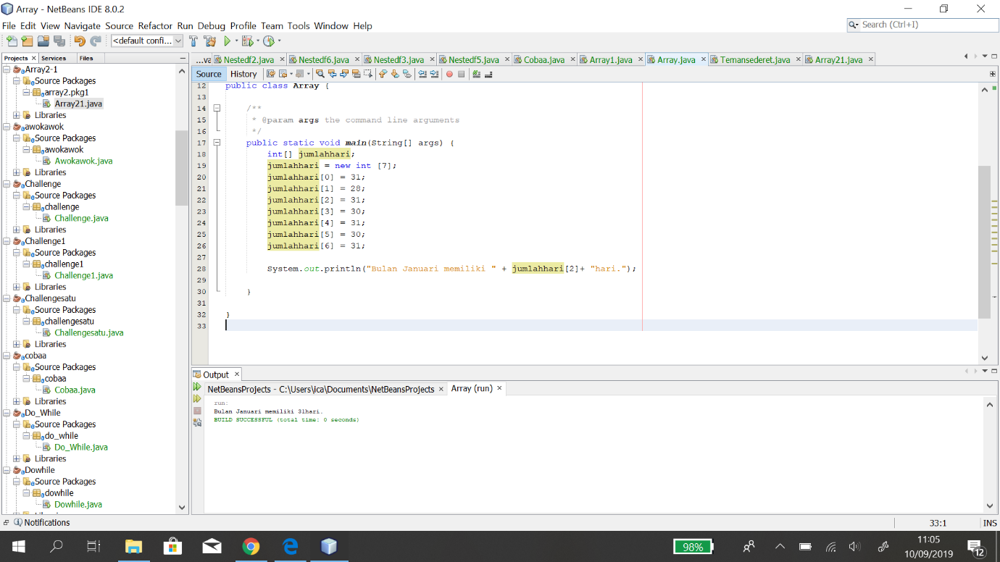 Array - NetBeans IDE 8.0.2
File Edit View Navigate Source Refactor Run Debug Profile Team Tools Window Help
Search (Ctrl+I)
<default confi...
Projects Services Files
Array2-1
Source Packages
array2.pkg1
Array21.java
Libraries
awokawok
Source Packages
awokawok
Awokawok.java
Libraries
Challenge
Source Packages
challenge
Challenge.java
Libraries
Challenge1
Source Packages
challenge1
Challenge1.java
Libraries
Challengesatu
Source Packages
challengesatu
Challengesatu.java
Libraries
cobaa
Source Packages
cobaa
Cobaa.java
Libraries
Do_While
Source Packages
do_while
Do_While.java
Libraries
Dowhile
Source Packages
dowhile
Dowhile.java
...va Nestedf2.java Nestedf6.java Nestedf3.java Nestedf5.java Cobaa.java Array1.java Array.java Temansederet.java Array21.java
Source History
12 public class Array {
13
14 /**
15 * @param args the command line arguments
16 */
17 public static void main(String[] args) {
18 int[] jumlahhari;
19 jumlahhari = new int [7];
20 jumlahhari[0] = 31;
21 jumlahhari[1] = 28;
22 jumlahhari[2] = 31;
23 jumlahhari[3] = 30;
24 jumlahhari[4] = 31;
25 jumlahhari[5] = 30;
26 jumlahhari[6] = 31;
27
28 System.out.println("Bulan Januari memiliki " + jumlahhari[2]+ "hari.");
29
30 }
31
32 }
33
Output
NetBeansProjects - C:\Users\ica\Documents\NetBeansProjects Array (run)
run:
Bulan Januari memiliki 31hari.
BUILD SUCCESSFUL (total time: 0 seconds)
Notifications
33:1 INS
98%
11:05
10/09/2019
12